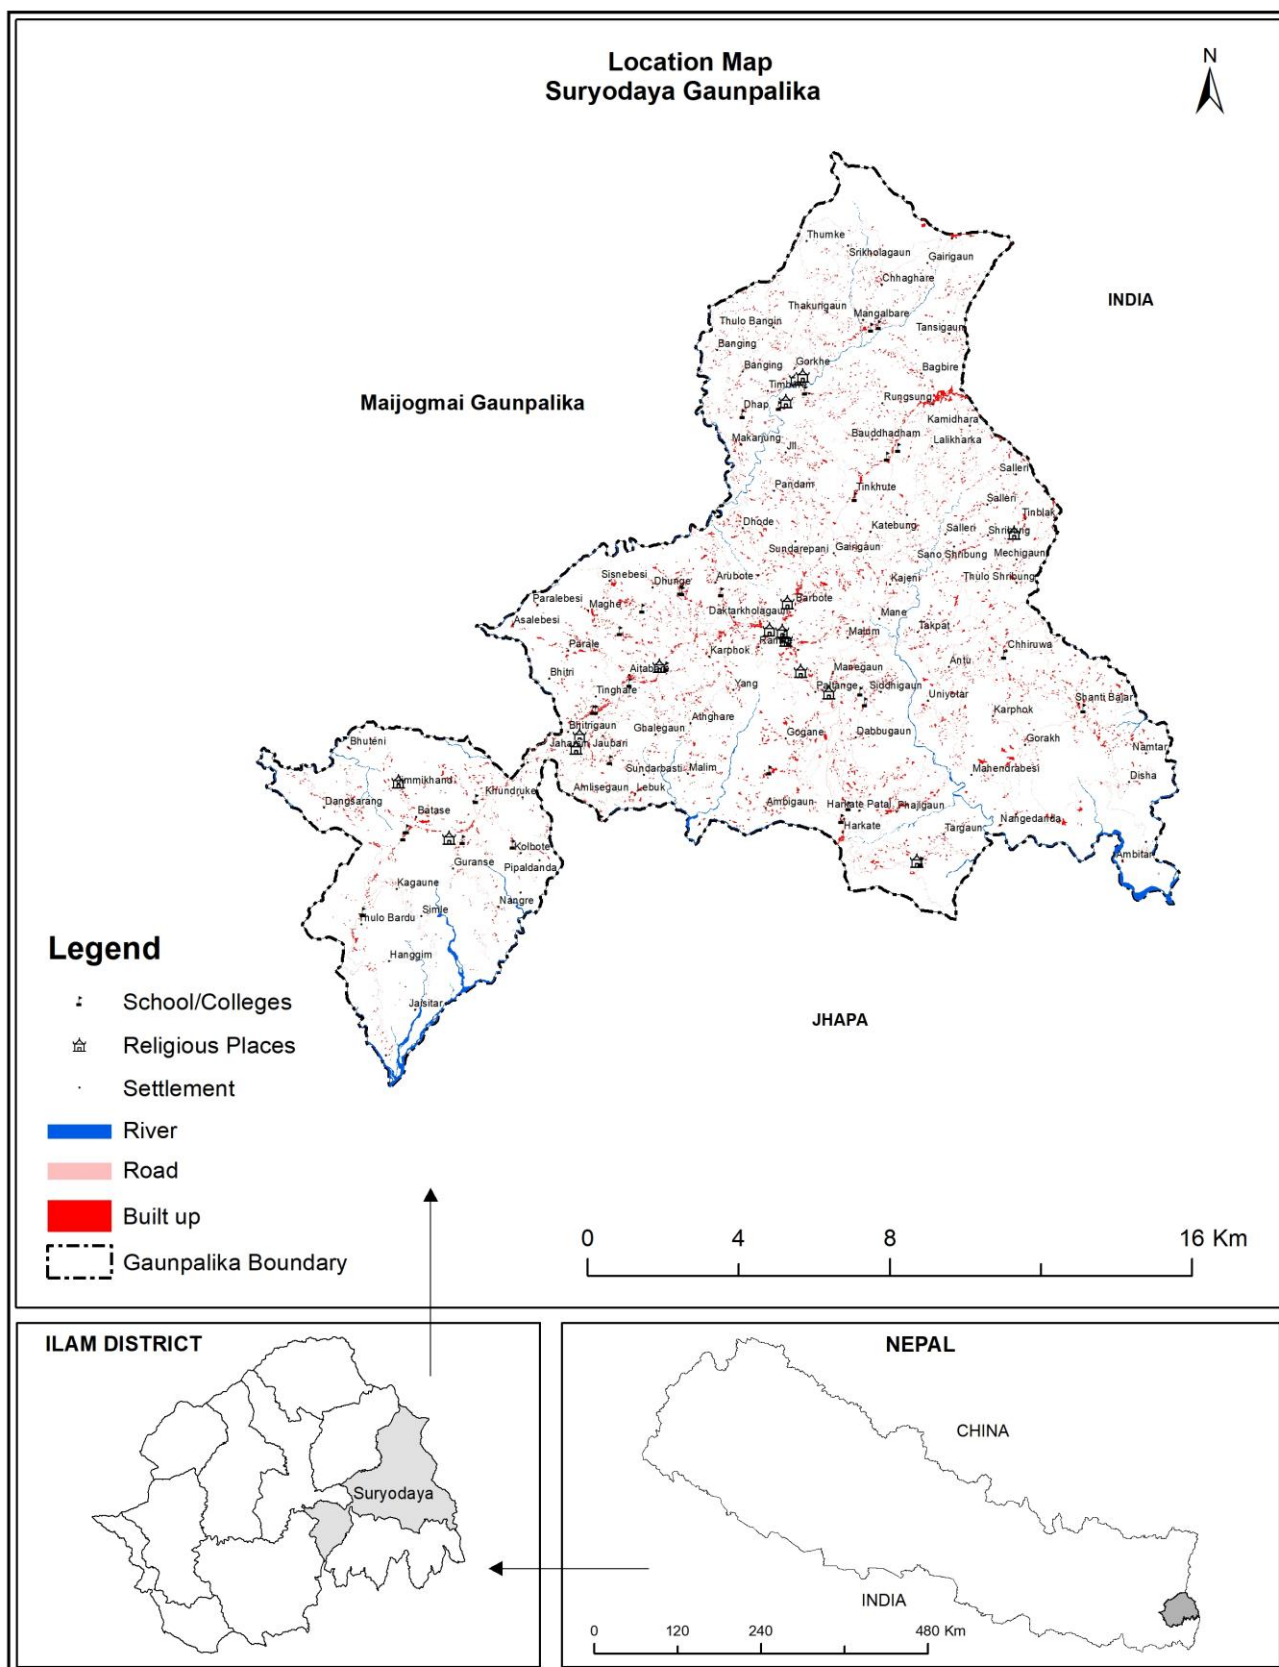 Location Map
Suryodaya Gaunpalika
N
Thumke
Srikholagaun
Gairigaun
Chhaghare
INDIA
Thakurigaun
Mangalbare
Thulo Bangin
Tansigaun
Banging
Banging
Gorkhe
Bagbire
Maijogmai Gaunpalika
Dhap
Rungsung
Kamidhara
Bauddhadham
Makarjung
Jil
Lalikharka
Salleri
Pandam
Tinkhute
Salleri
Tinblak
Dhode
Katebung
Salleri
Sundarepani
Gairigaun
Sano Shribung
Mechigaun
Sisnebesi
Dhunge
Arubote
Kajeni
Thulo Shribung
Paralebesi
Maghe
Barbote
Asalebesi
Daktarkholagaun
Mane
Takpat
Malim
Parale
Karphok
Chhiruwa
Manegaun
Antu
Bhitri
Tinghare
Yang
Siddhigaun
Uniyotar
Shanti Bajar
Karphok
Bhitrigaun
Gbalegaun
Athghare
Gogane
Dabbugaun
Gorakh
Bhuteni
Jaubari
Namtar
Sundarbasti
Malim
Mahendrabesi
Disha
Khundruke
Amlisegaun
Lebuk
Dangsarang
Batase
Ambigaun
Harkate Patal
Phajigaun
Nangedanda
Harkate
Targaun
Kolbote
Ambitar
Guranse
Pipaldanda
Kagaune
Nangre
Simle
Thulo Bardu
Hanggim
Jalsitar
JHAPA
Legend
School/Colleges
Religious Places
Settlement
River
Road
Built up
Gaunpalika Boundary
0 4 8 16 Km
ILAM DISTRICT
Suryodaya
NEPAL
CHINA
INDIA
0 120 240 480 Km